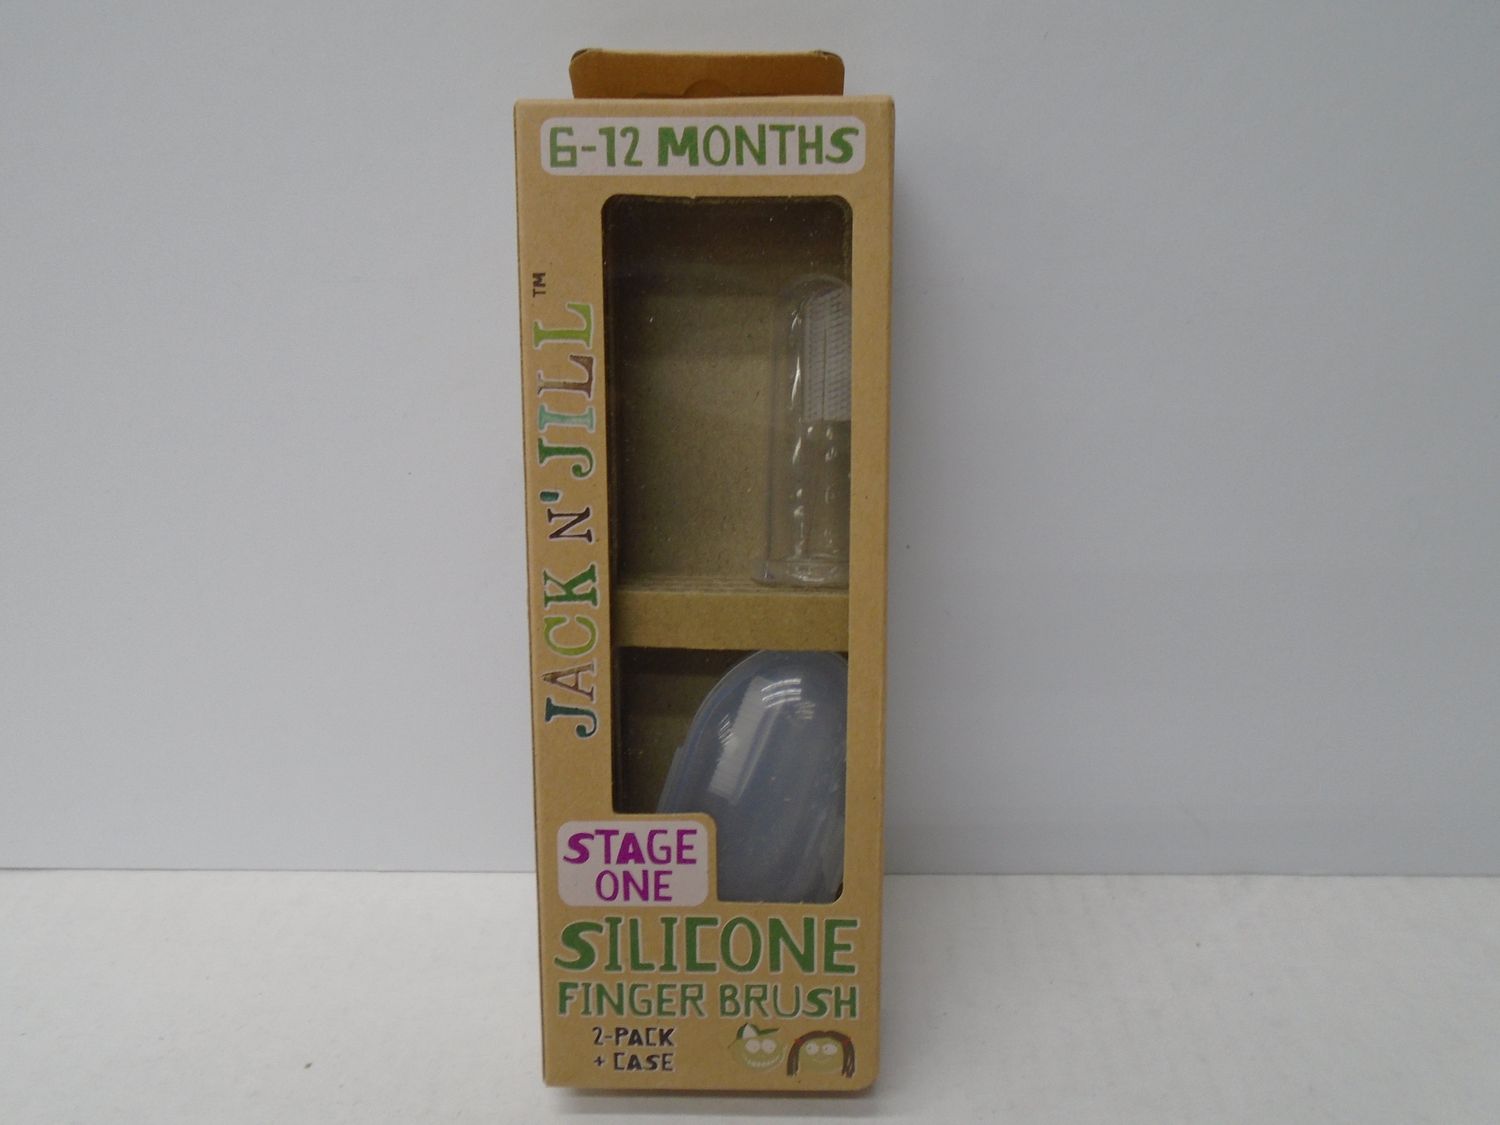 6-12 MONTHS
JACK N' JILL™
STAGE
ONE
SILICONE
FINGER BRUSH
2-PACK
+ CASE